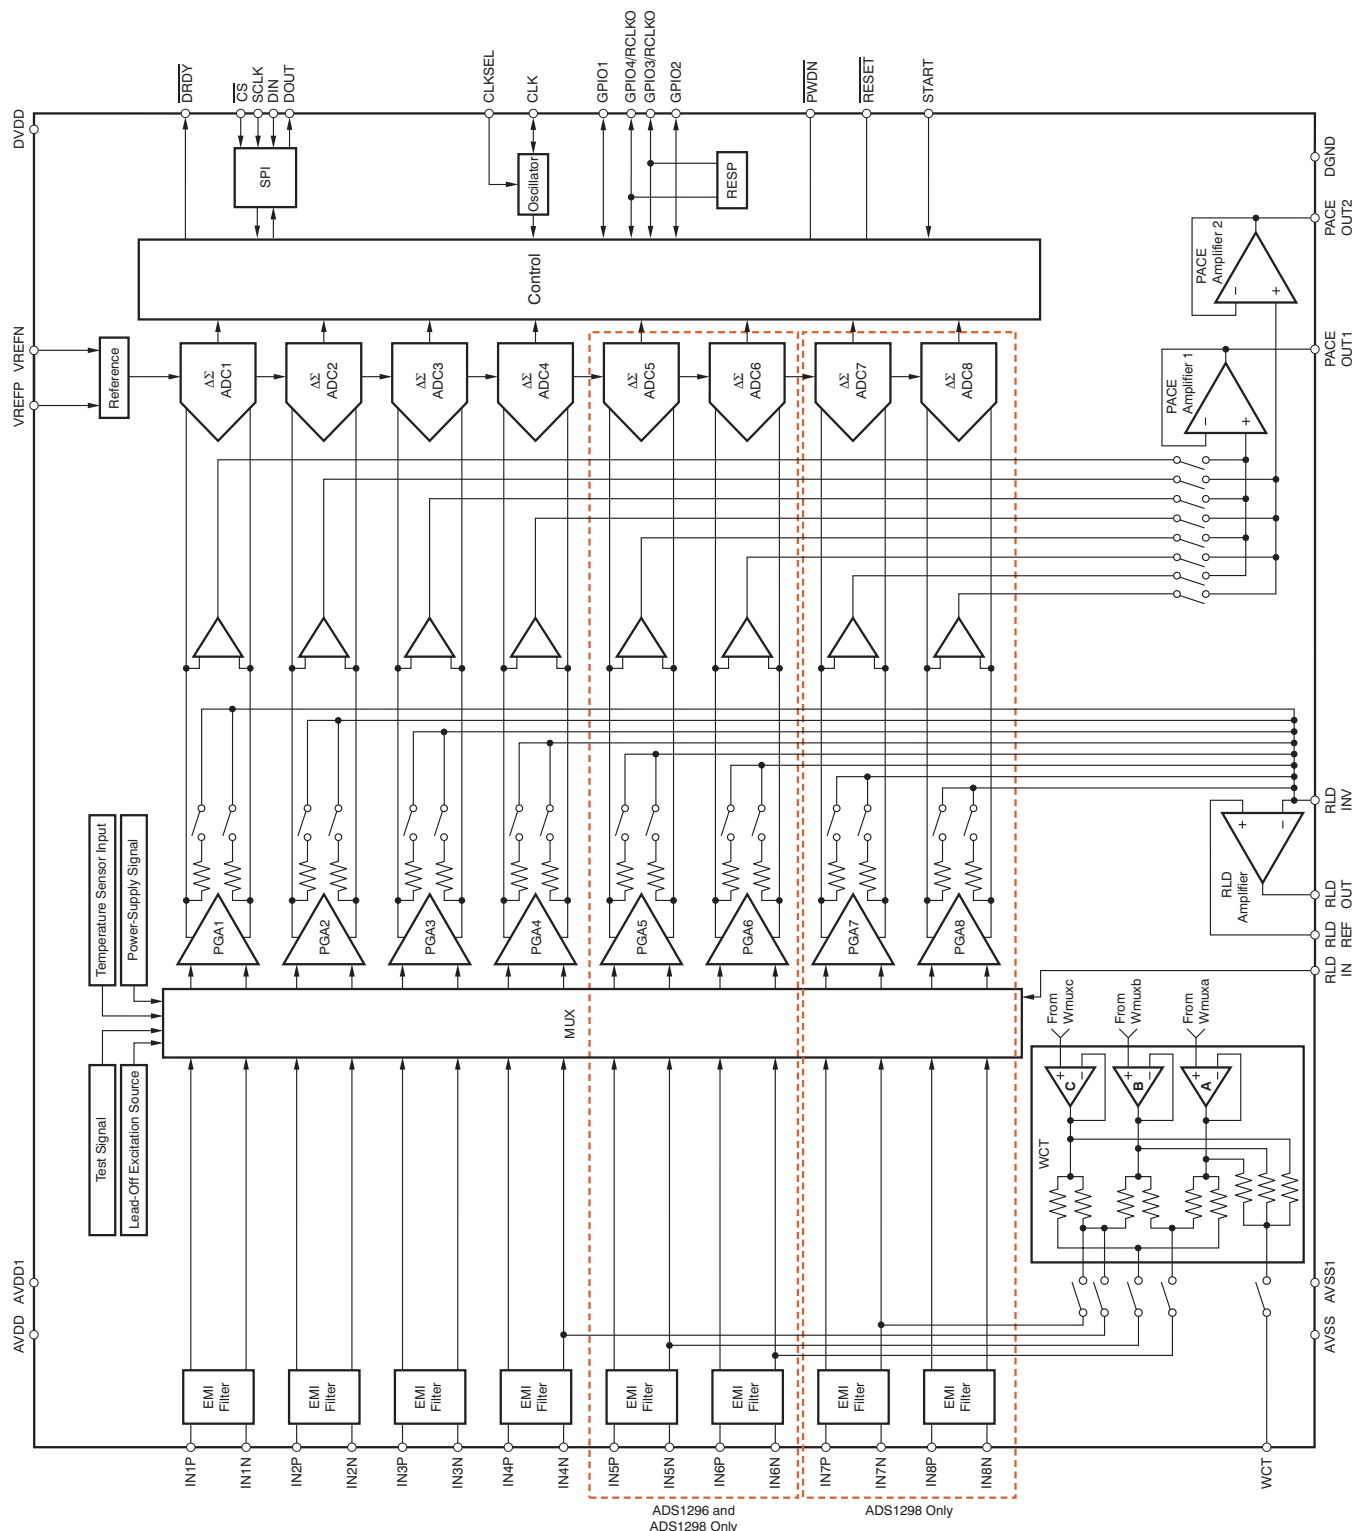 DRDY
CS
SCLK
DIN
DOUT
CLKSEL
CLK
GPIO1
GPIO4/RCLKO
GPIO3/RCLKO
GPIO2
PWDN
RESET
START
DVDD
DGND
SPI
Oscillator
RESP
PACE
OUT2
PACE
Amplifier 2
−
+
Control
VREFP
VREFN
Reference
ΔΣ
ADC1
ΔΣ
ADC2
ΔΣ
ADC3
ΔΣ
ADC4
ΔΣ
ADC5
ΔΣ
ADC6
ΔΣ
ADC7
ΔΣ
ADC8
PACE
Amplifier 1
−
+
PACE
OUT1
RLD
INV
+
−
RLD
Amplifier
RLD
OUT
RLD
REF
RLD
IN
Temperature Sensor Input
Power-Supply Signal
PGA1
PGA2
PGA3
PGA4
PGA5
PGA6
PGA7
PGA8
MUX
From
Wmuxc
From
Wmuxb
From
Wmuxa
+
−
C
+
−
B
+
−
A
WCT
Test Signal
Lead-Off Excitation Source
AVDD
AVDD1
AVSS
AVSS1
EMI
Filter
EMI
Filter
EMI
Filter
EMI
Filter
EMI
Filter
EMI
Filter
EMI
Filter
EMI
Filter
IN1P
IN1N
IN2P
IN2N
IN3P
IN3N
IN4P
IN4N
IN5P
IN5N
IN6P
IN6N
IN7P
IN7N
IN8P
IN8N
WCT
ADS1296 and
ADS1298 Only
ADS1298 Only